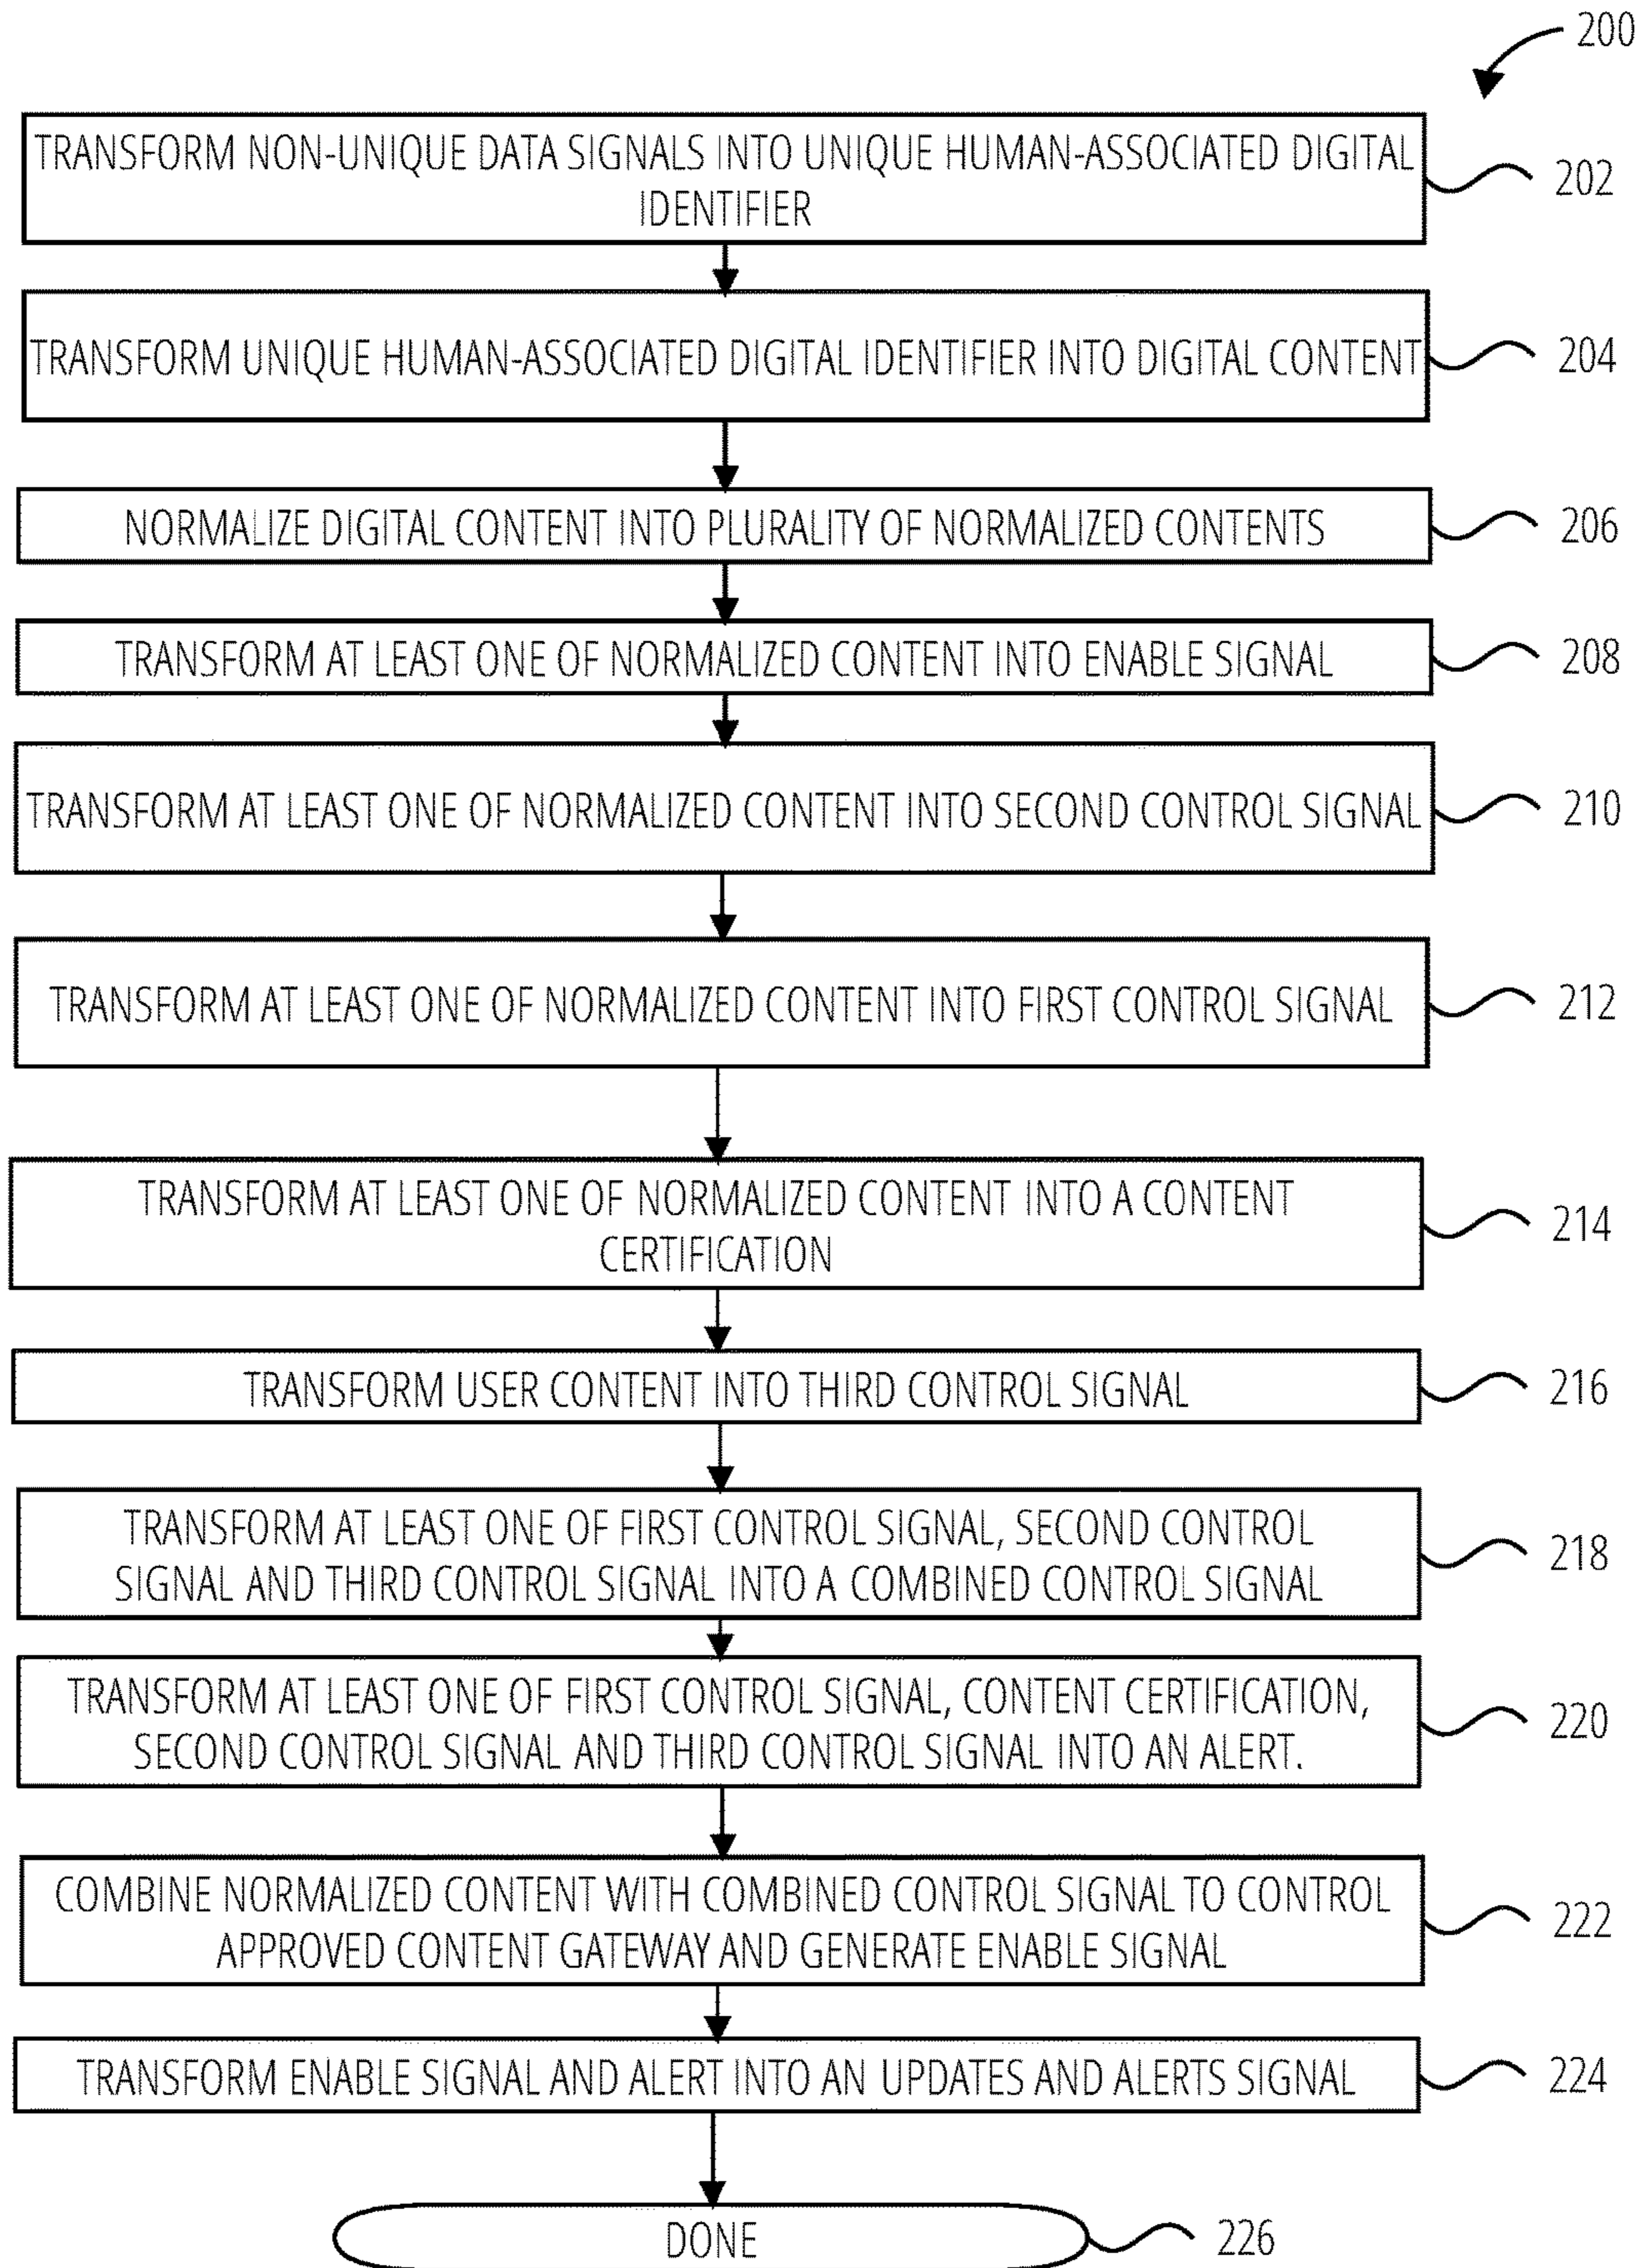 200
TRANSFORM NON-UNIQUE DATA SIGNALS INTO UNIQUE HUMAN-ASSOCIATED DIGITAL
IDENTIFIER
202
TRANSFORM UNIQUE HUMAN-ASSOCIATED DIGITAL IDENTIFIER INTO DIGITAL CONTENT
204
NORMALIZE DIGITAL CONTENT INTO PLURALITY OF NORMALIZED CONTENTS
206
TRANSFORM AT LEAST ONE OF NORMALIZED CONTENT INTO ENABLE SIGNAL
208
TRANSFORM AT LEAST ONE OF NORMALIZED CONTENT INTO SECOND CONTROL SIGNAL
210
TRANSFORM AT LEAST ONE OF NORMALIZED CONTENT INTO FIRST CONTROL SIGNAL
212
TRANSFORM AT LEAST ONE OF NORMALIZED CONTENT INTO A CONTENT
CERTIFICATION
214
TRANSFORM USER CONTENT INTO THIRD CONTROL SIGNAL
216
TRANSFORM AT LEAST ONE OF FIRST CONTROL SIGNAL, SECOND CONTROL
SIGNAL AND THIRD CONTROL SIGNAL INTO A COMBINED CONTROL SIGNAL
218
TRANSFORM AT LEAST ONE OF FIRST CONTROL SIGNAL, CONTENT CERTIFICATION,
SECOND CONTROL SIGNAL AND THIRD CONTROL SIGNAL INTO AN ALERT.
220
COMBINE NORMALIZED CONTENT WITH COMBINED CONTROL SIGNAL TO CONTROL
APPROVED CONTENT GATEWAY AND GENERATE ENABLE SIGNAL
222
TRANSFORM ENABLE SIGNAL AND ALERT INTO AN UPDATES AND ALERTS SIGNAL
224
DONE
226